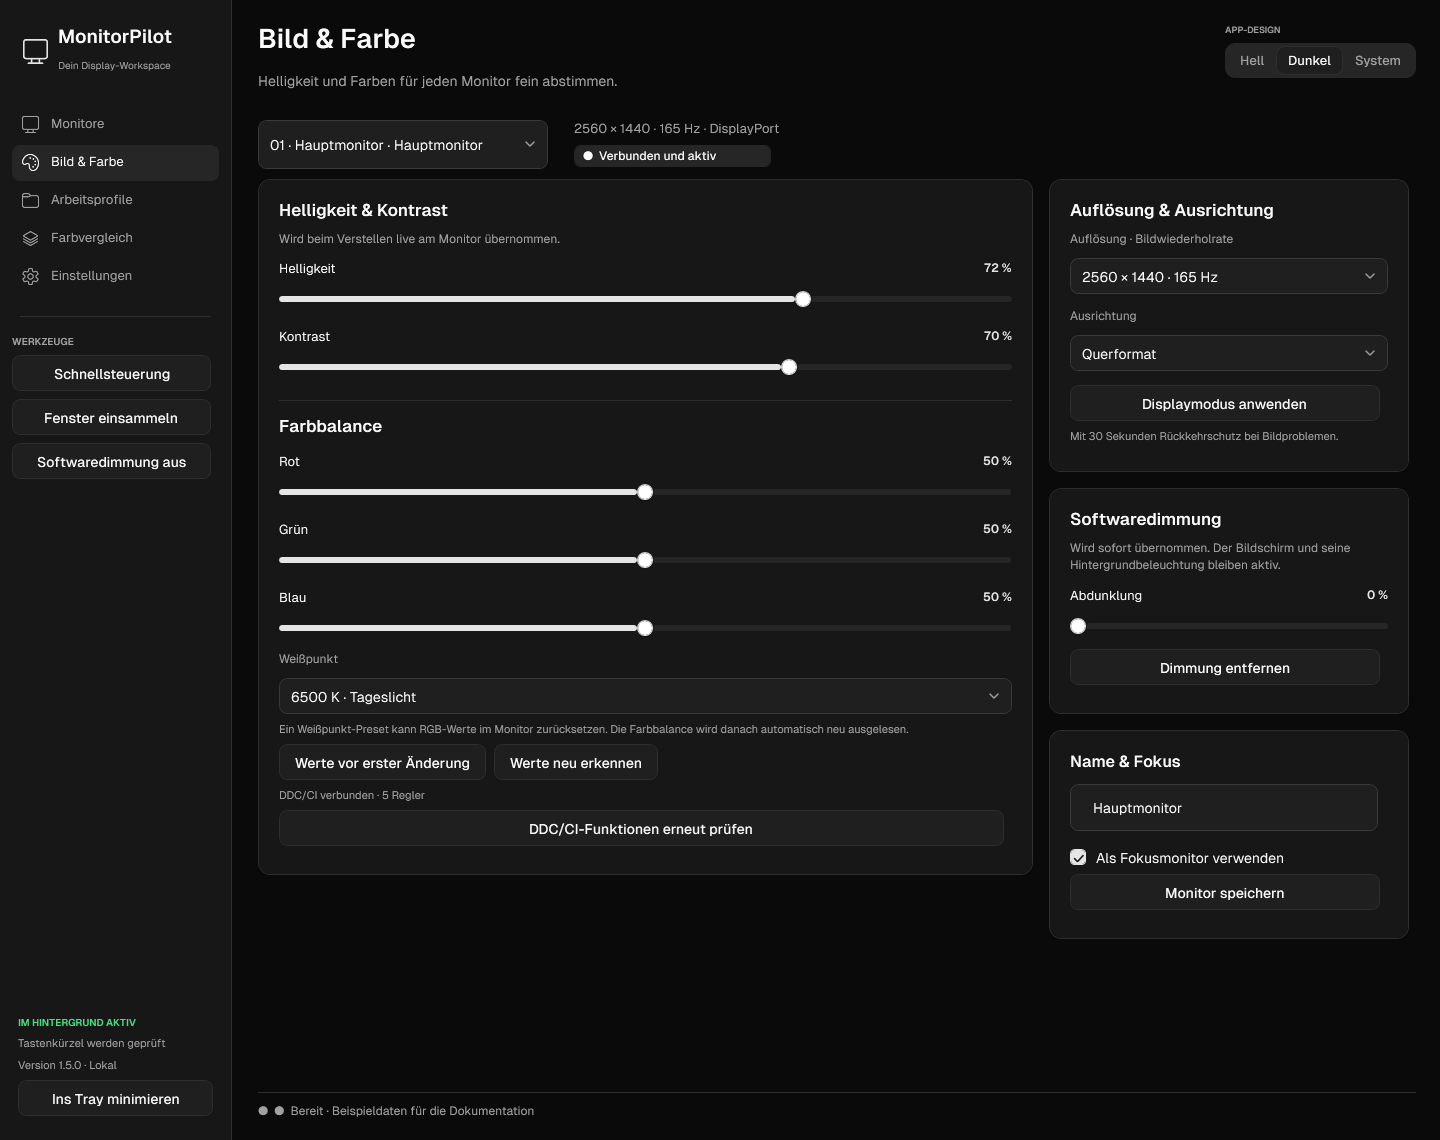 MonitorPilot
Dein Display-Workspace
Monitore
Bild & Farbe
Arbeitsprofile
Farbvergleich
Einstellungen
WERKZEUGE
Schnellsteuerung
Fenster einsammeln
Softwaredimmung aus
IM HINTERGRUND AKTIV
Tastenkürzel werden geprüft
Version 1.5.0 · Lokal
Ins Tray minimieren
Bild & Farbe
Helligkeit und Farben für jeden Monitor fein abstimmen.
APP-DESIGN
Hell Dunkel System
01 · Hauptmonitor · Hauptmonitor
2560 × 1440 · 165 Hz · DisplayPort
Verbunden und aktiv
Helligkeit & Kontrast
Wird beim Verstellen live am Monitor übernommen.
Helligkeit 72 %
Kontrast 70 %
Farbbalance
Rot 50 %
Grün 50 %
Blau 50 %
Weißpunkt
6500 K · Tageslicht
Ein Weißpunkt-Preset kann RGB-Werte im Monitor zurücksetzen. Die Farbbalance wird danach automatisch neu ausgelesen.
Werte vor erster Änderung Werte neu erkennen
DDC/CI verbunden · 5 Regler
DDC/CI-Funktionen erneut prüfen
Auflösung & Ausrichtung
Auflösung · Bildwiederholrate
2560 × 1440 · 165 Hz
Ausrichtung
Querformat
Displaymodus anwenden
Mit 30 Sekunden Rückkehrschutz bei Bildproblemen.
Softwaredimmung
Wird sofort übernommen. Der Bildschirm und seine
Hintergrundbeleuchtung bleiben aktiv.
Abdunklung 0 %
Dimmung entfernen
Name & Fokus
Hauptmonitor
Als Fokusmonitor verwenden
Monitor speichern
Bereit · Beispieldaten für die Dokumentation